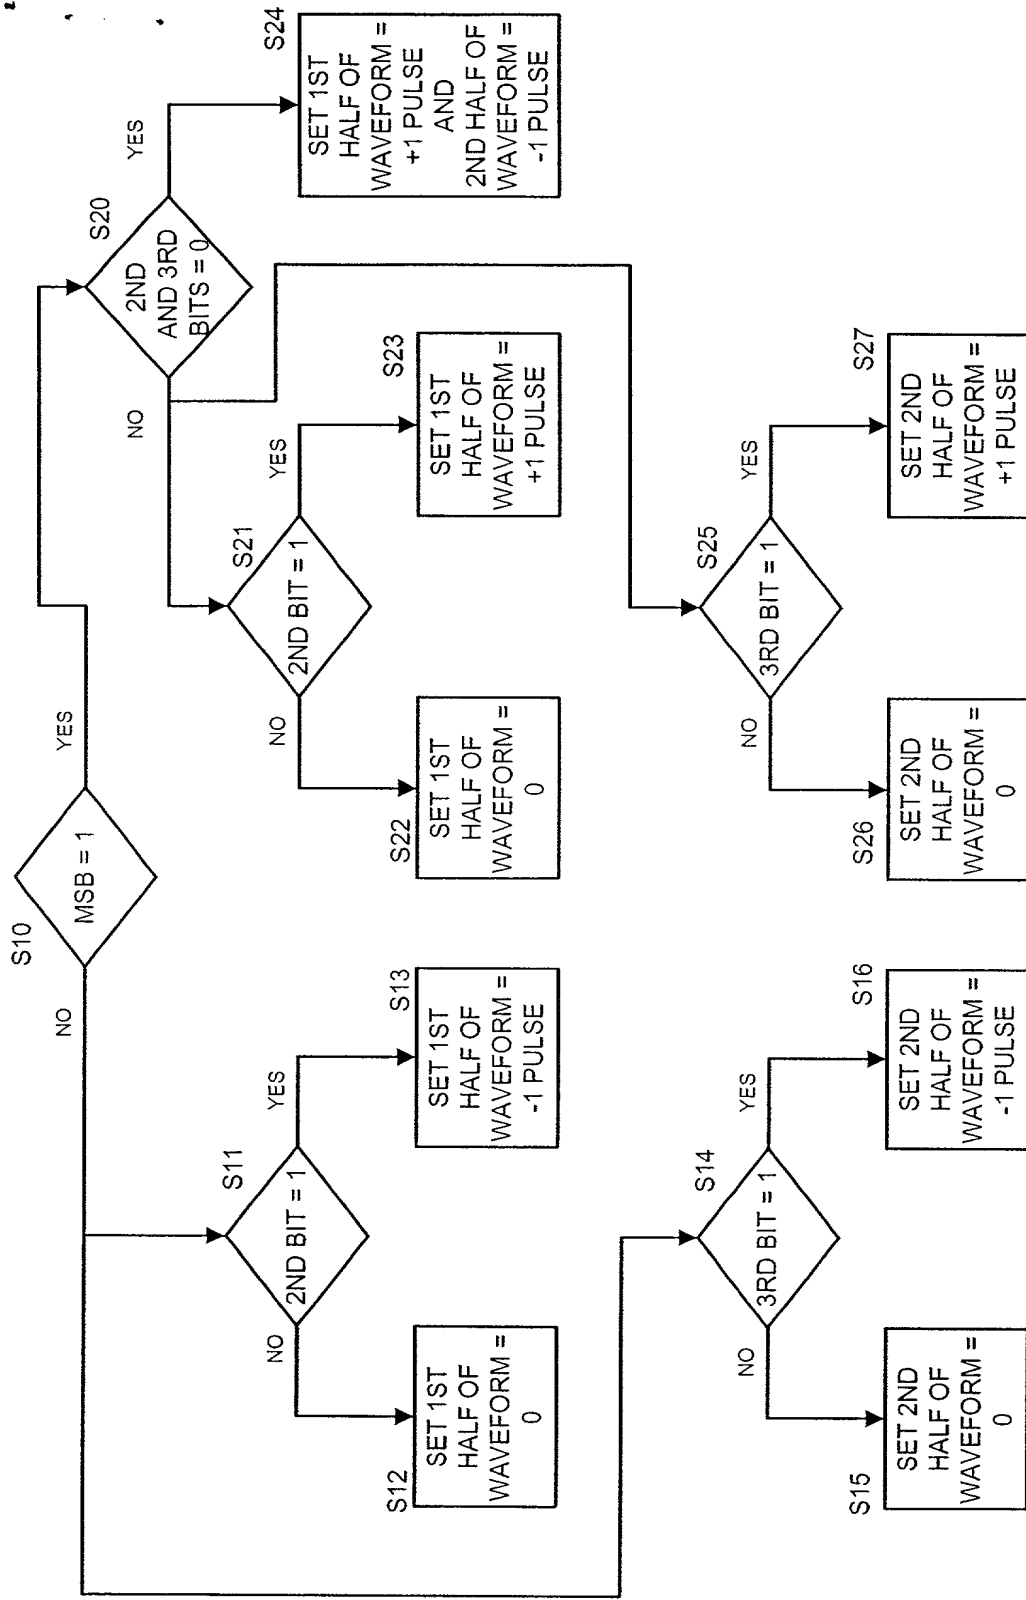 S10
MSB = 1
NO
YES
S11
2ND BIT = 1
NO
YES
S12
SET 1ST
HALF OF
WAVEFORM =
0
S13
SET 1ST
HALF OF
WAVEFORM =
-1 PULSE
S14
3RD BIT = 1
NO
YES
S15
SET 2ND
HALF OF
WAVEFORM =
0
S16
SET 2ND
HALF OF
WAVEFORM =
-1 PULSE
S20
2ND
AND 3RD
BITS = 0
NO
YES
S21
2ND BIT = 1
NO
YES
S22
SET 1ST
HALF OF
WAVEFORM =
0
S23
SET 1ST
HALF OF
WAVEFORM =
+1 PULSE
S24
SET 1ST
HALF OF
WAVEFORM =
+1 PULSE
AND
2ND HALF OF
WAVEFORM =
-1 PULSE
S25
3RD BIT = 1
NO
YES
S26
SET 2ND
HALF OF
WAVEFORM =
0
S27
SET 2ND
HALF OF
WAVEFORM =
+1 PULSE